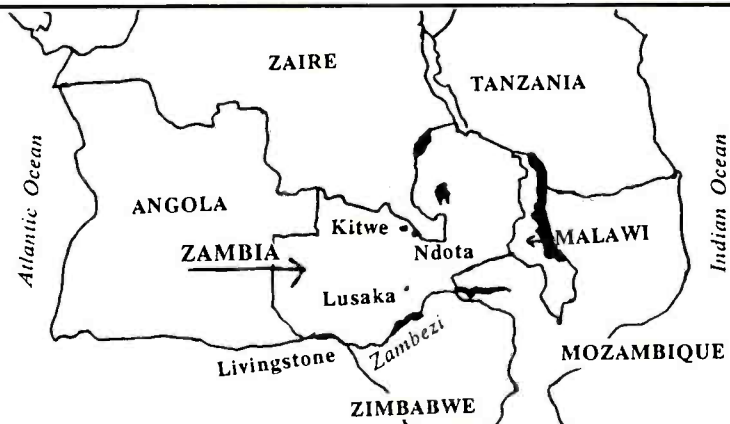 ZAIRE
TANZANIA
Atlantic Ocean
Indian Ocean
ANGOLA
Kitwe
MALAWI
ZAMBIA
Ndota
Lusaka
Zambezi
Livingstone
MOZAMBIQUE
ZIMBABWE